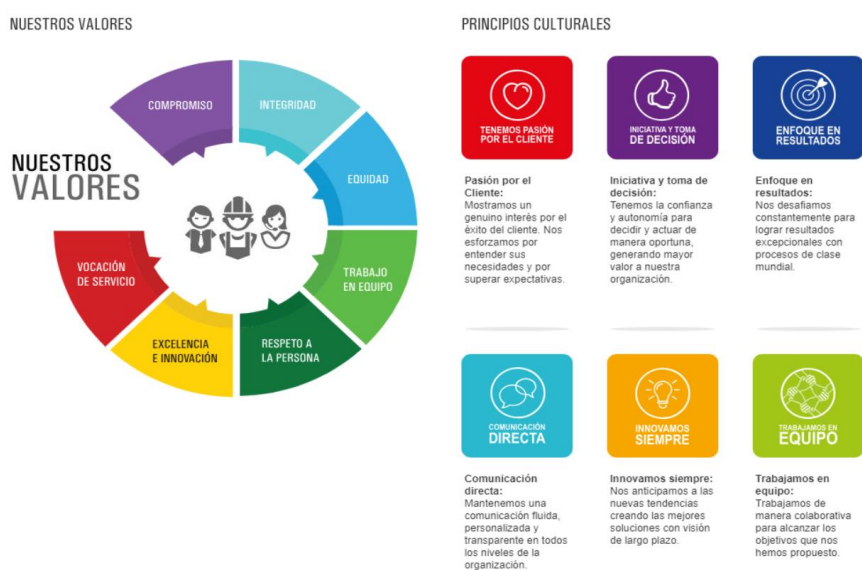 NUESTROS VALORES
NUESTROS
VALORES
COMPROMISO
INTEGRIDAD
EQUIDAD
TRABAJO
EN EQUIPO
RESPETO A
LA PERSONA
EXCELENCIA
E INNOVACIÓN
VOCACIÓN
DE SERVICIO
PRINCIPIOS CULTURALES
TENEMOS PASIÓN
POR EL CLIENTE
Pasión por el
Cliente:
Mostramos un
genuino interés por el
éxito del cliente. Nos
esforzamos por
entender sus
necesidades y por
superar expectativas.
INICIATIVA Y TOMA
DE DECISIÓN
Iniciativa y toma de
decisión:
Tenemos la confianza
y autonomía para
decidir y actuar de
manera oportuna,
generando mayor
valor a nuestra
organización.
ENFOQUE EN
RESULTADOS
Enfoque en
resultados:
Nos desafiamos
constantemente para
lograr resultados
excepcionales con
procesos de clase
mundial.
COMUNICACIÓN
DIRECTA
Comunicación
directa:
Mantenemos una
comunicación fluida,
personalizada y
transparente en todos
los niveles de la
organización.
INNOVAMOS
SIEMPRE
Innovamos siempre:
Nos anticipamos a las
nuevas tendencias
creando las mejores
soluciones con visión
de largo plazo.
TRABAJAMOS EN
EQUIPO
Trabajamos en
equipo:
Trabajamos de
manera colaborativa
para alcanzar los
objetivos que nos
hemos propuesto.